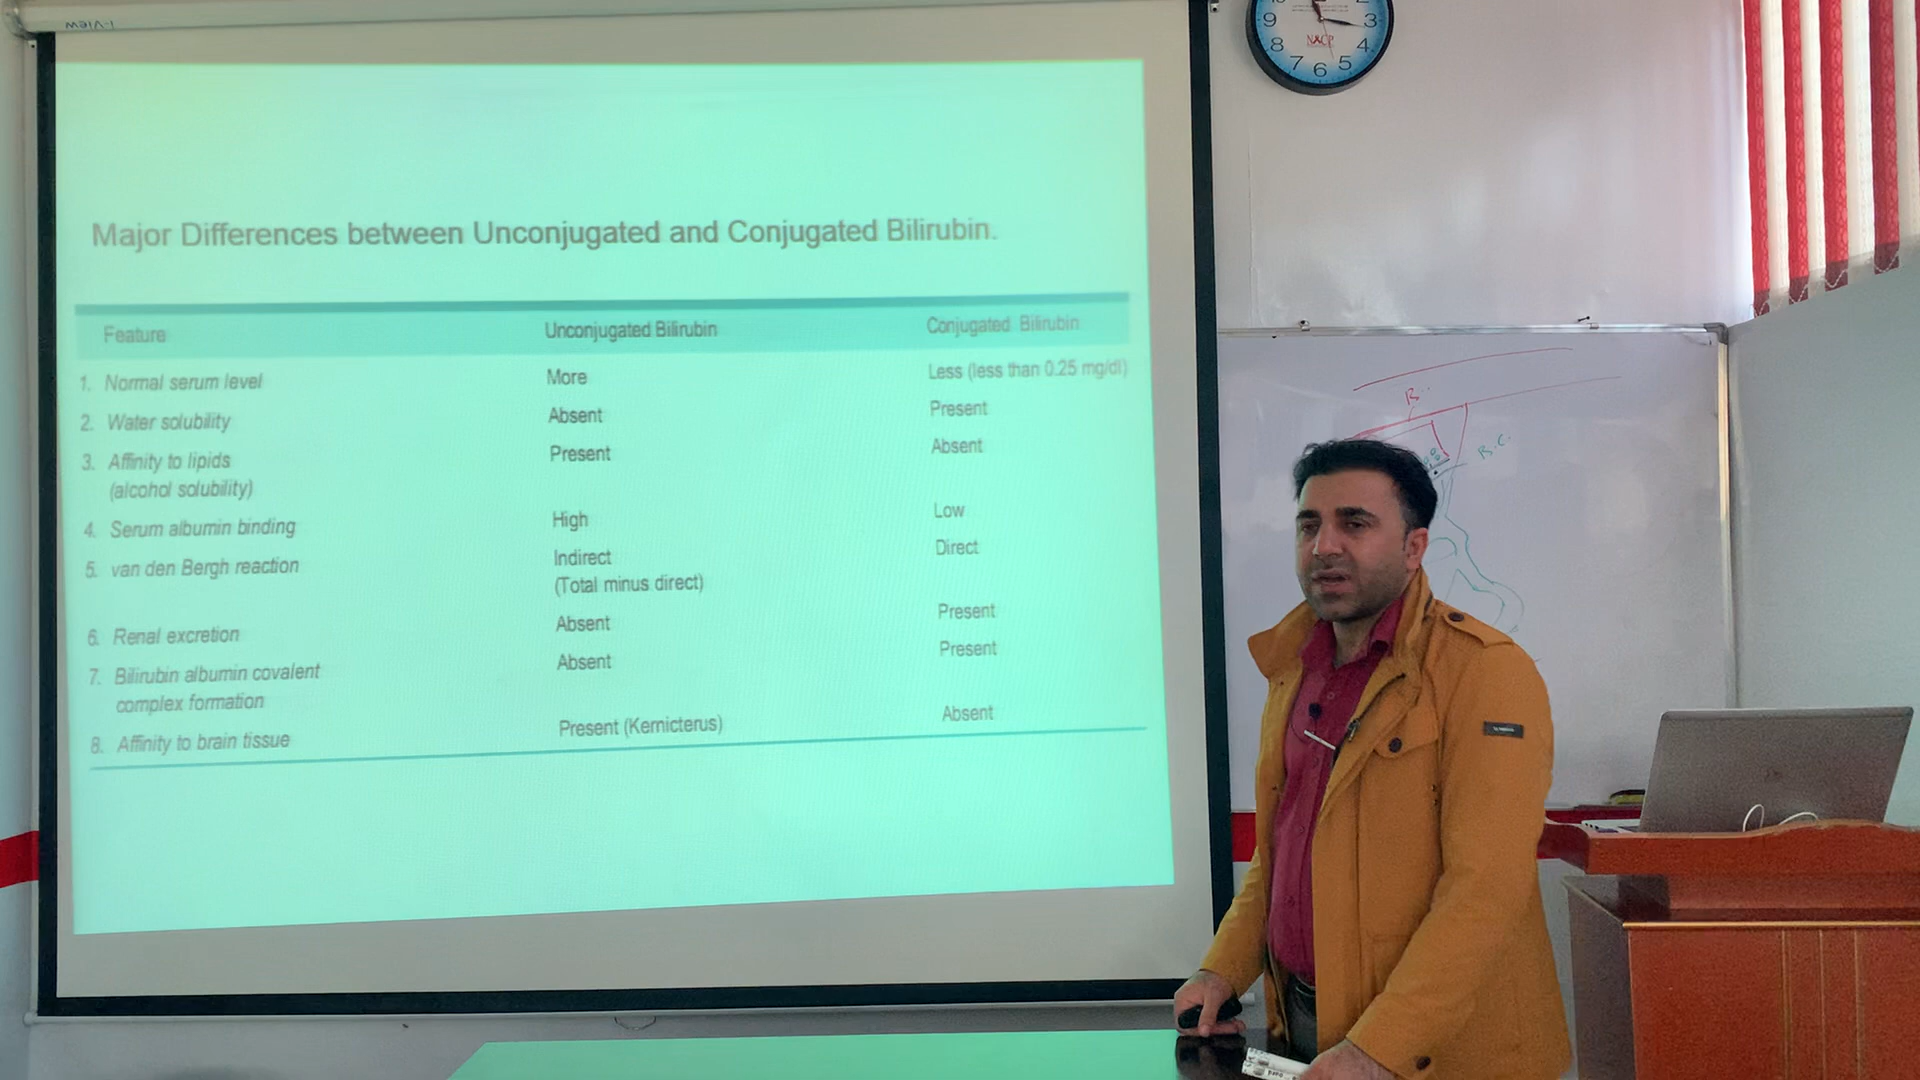 I-VIEW
Major Differences between Unconjugated and Conjugated Bilirubin.
Feature Unconjugated Bilirubin Conjugated Bilirubin
1. Normal serum level More Less (less than 0.25 mg/dl)
2. Water solubility Absent Present
3. Affinity to lipids Present Absent
(alcohol solubility)
4. Serum albumin binding High Low
5. van den Bergh reaction Indirect Direct
(Total minus direct)
6. Renal excretion Absent Present
7. Bilirubin albumin covalent Absent Present
complex formation
8. Affinity to brain tissue Present (Kernicterus) Absent
9 3
8 4
7 6 5
B.C.